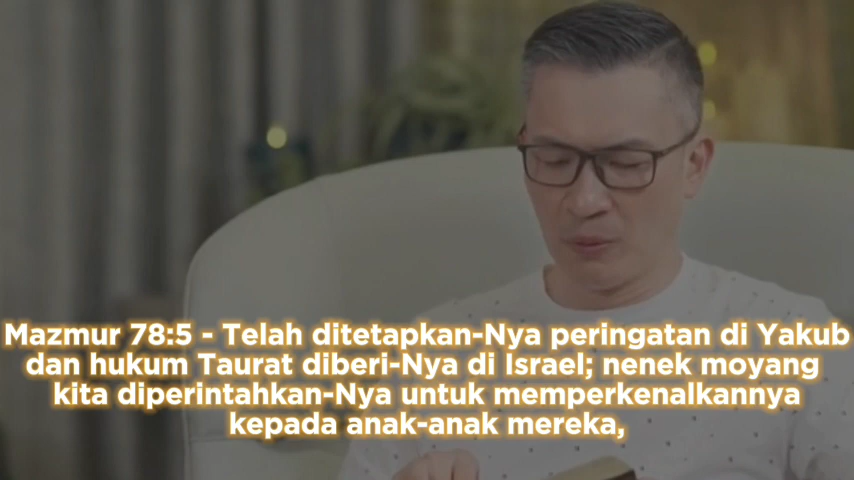 Mazmur 78:5 - Telah ditetapkan-Nya peringatan di Yakub
dan hukum Taurat diberi-Nya di Israel; nenek moyang
kita diperintahkan-Nya untuk memperkenalkannya
kepada anak-anak mereka,